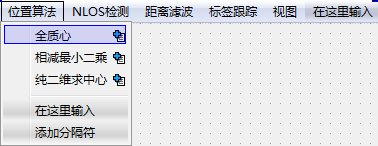 位置算法 NLOS检测 距离滤波 标签跟踪 视图 在这里输入
全质心
相减最小二乘
纯二维求中心
在这里输入
添加分隔符